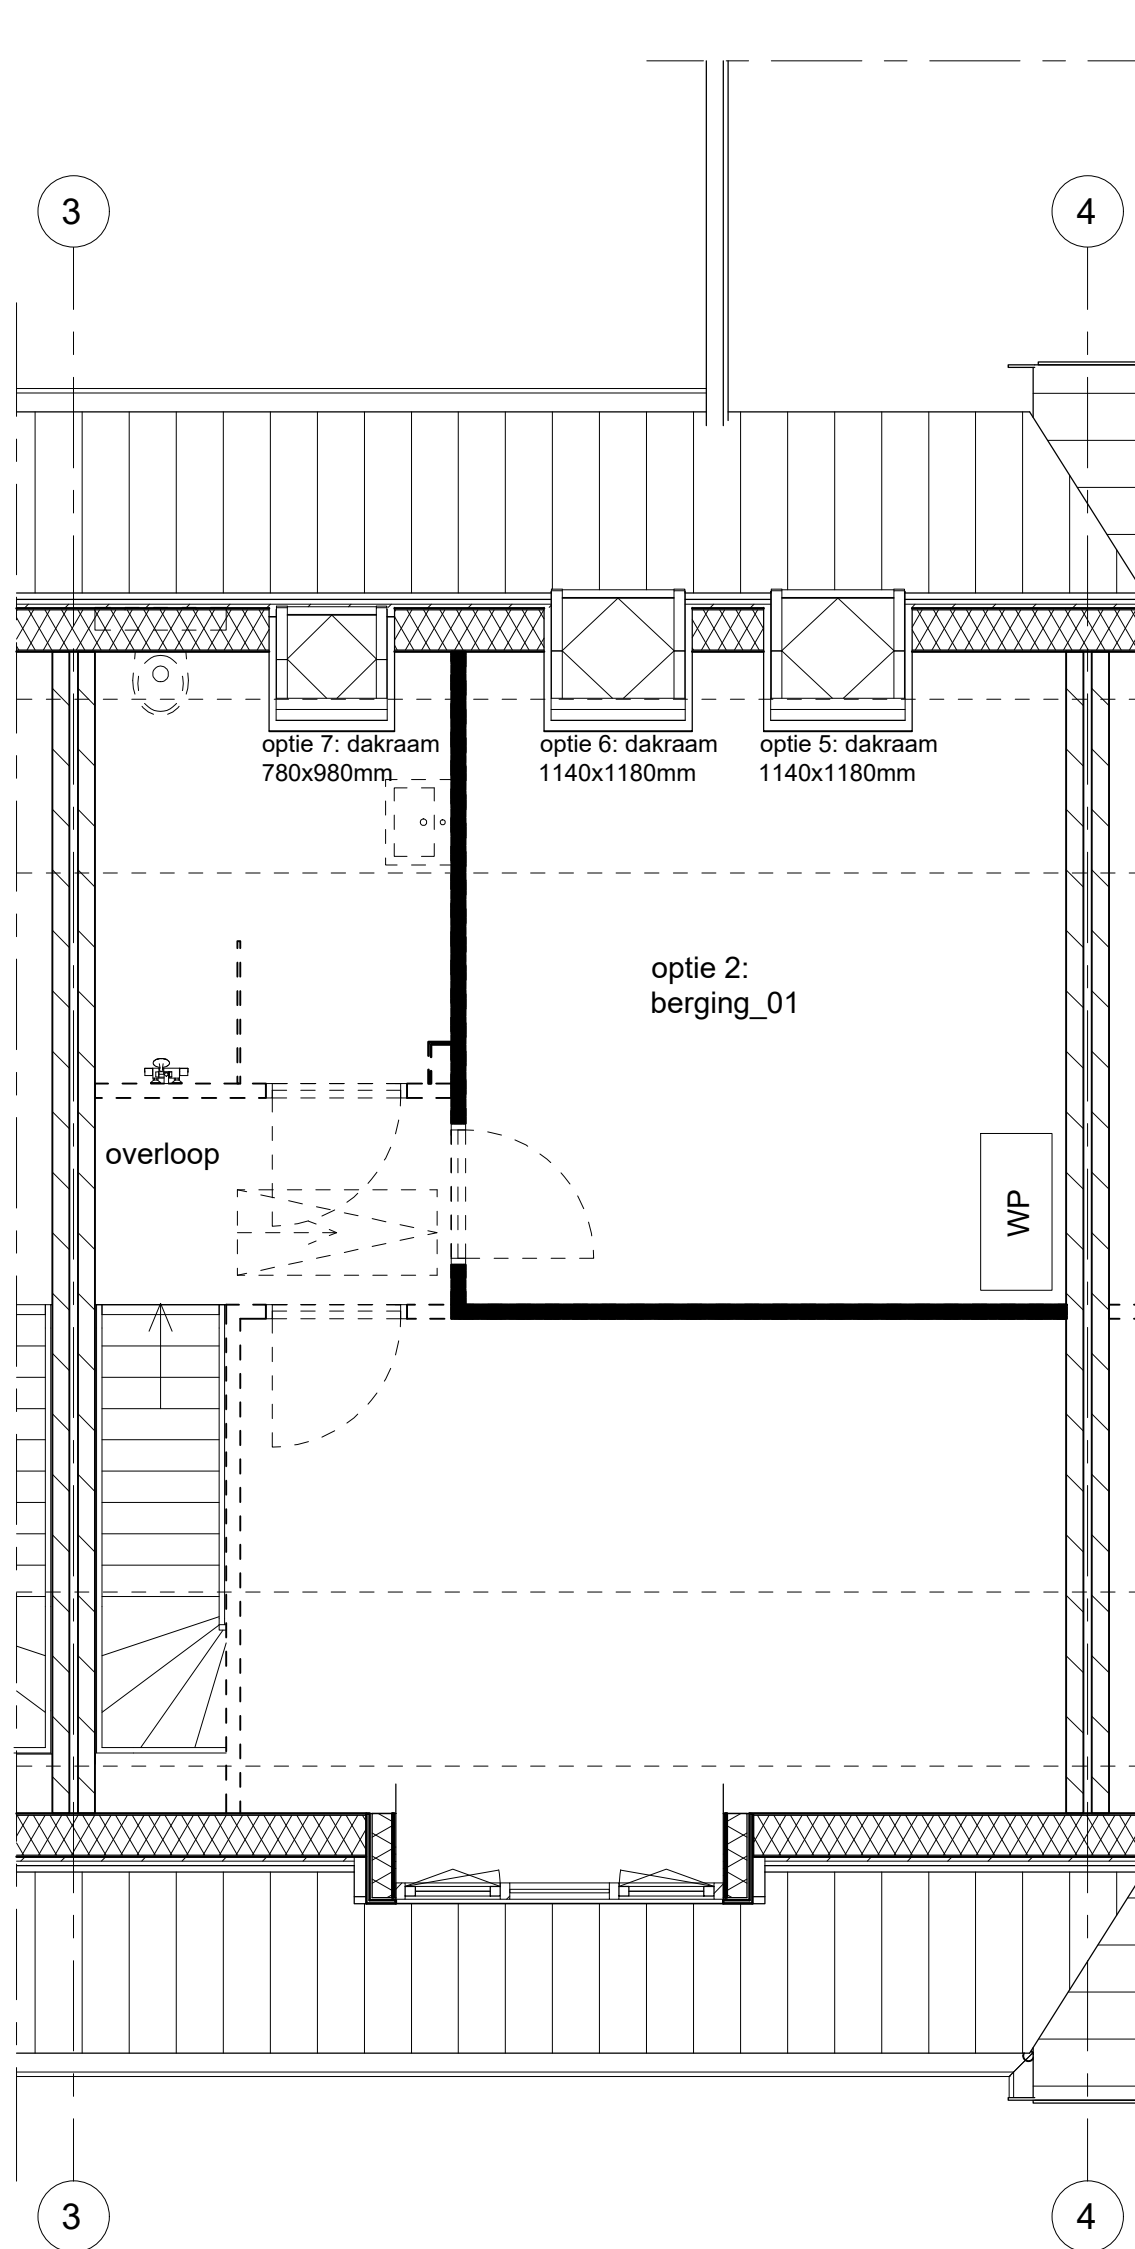 3
4
optie 7: dakraam
780x980mm
optie 6: dakraam
1140x1180mm
optie 5: dakraam
1140x1180mm
optie 2:
berging_01
overloop
WP
3
4